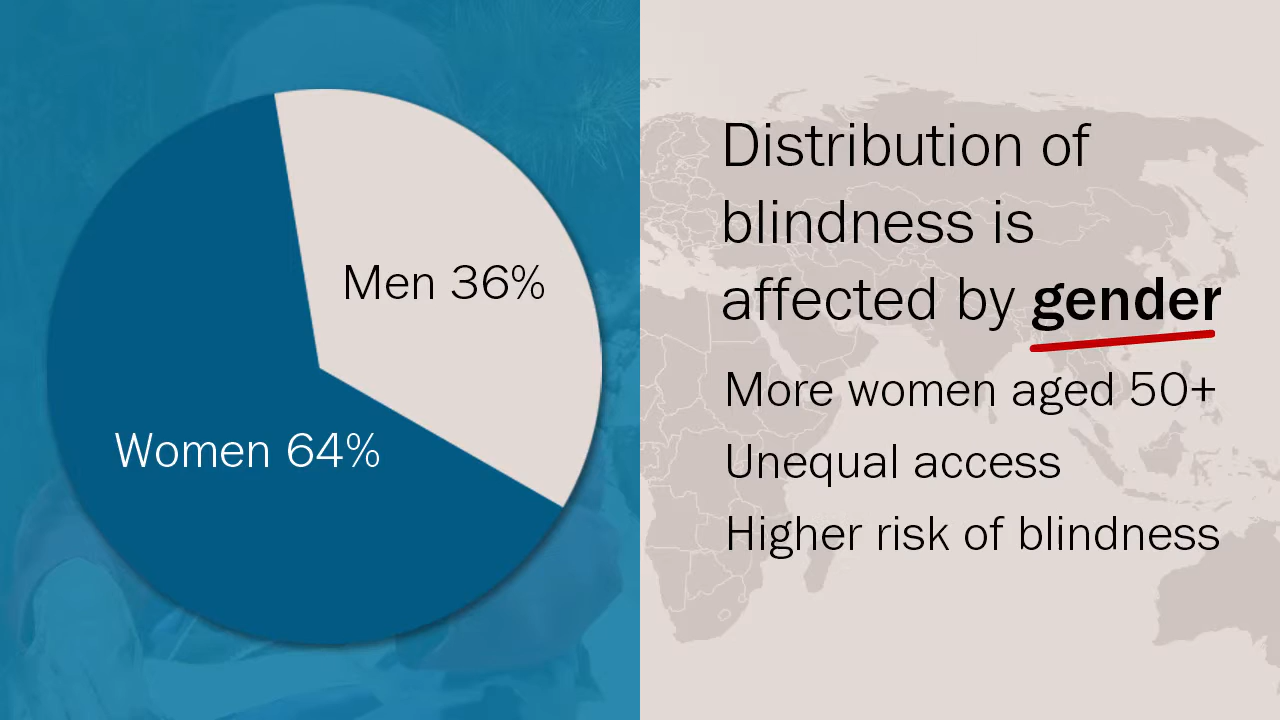 Men 36%
Women 64%
Distribution of
blindness is
affected by gender
More women aged 50+
Unequal access
Higher risk of blindness